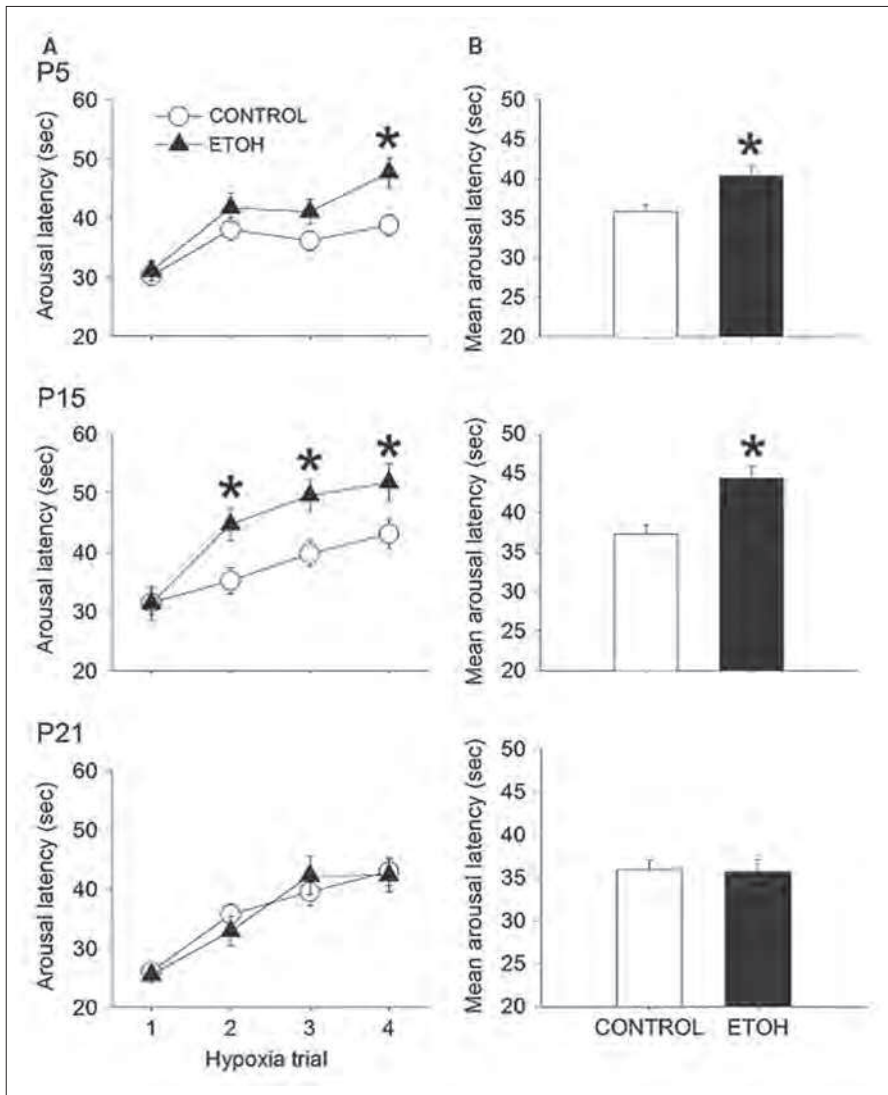 A
P5
Arousal latency (sec)
60
50
40
30
20
CONTROL
ETOH
*
B
Mean arousal latency (sec)
50
45
40
35
30
25
20
*
P15
Arousal latency (sec)
60
50
40
30
20
* * *
Mean arousal latency (sec)
50
45
40
35
30
25
20
*
P21
Arousal latency (sec)
60
50
40
30
20
1 2 3 4
Hypoxia trial
Mean arousal latency (sec)
50
45
40
35
30
25
20
CONTROL ETOH